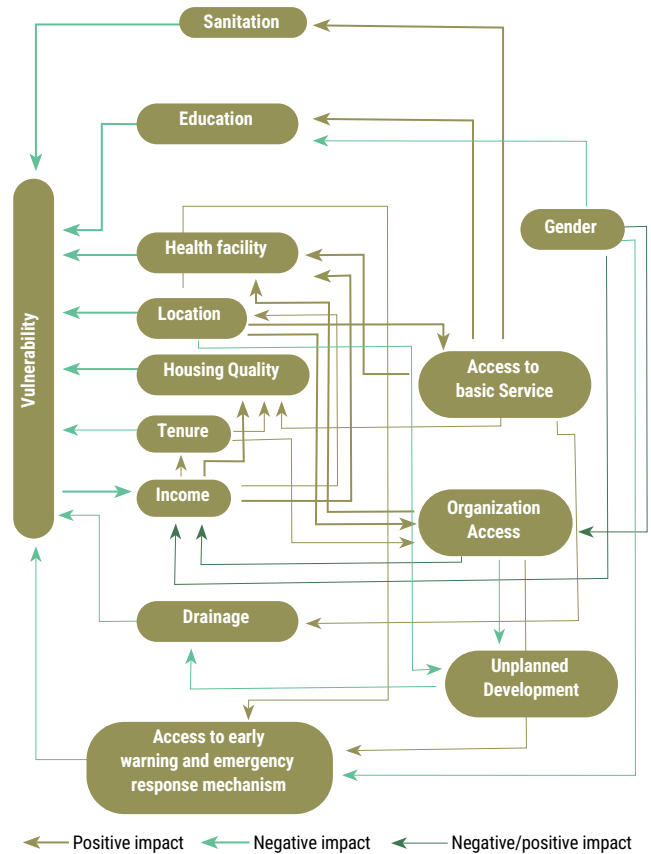 Sanitation
Education
Gender
Health facility
Vulnerability
Location
Housing Quality
Access to
basic Service
Tenure
Income
Organization
Access
Drainage
Unplanned
Development
Access to early
warning and emergency
response mechanism
Positive impact
Negative impact
Negative/positive impact